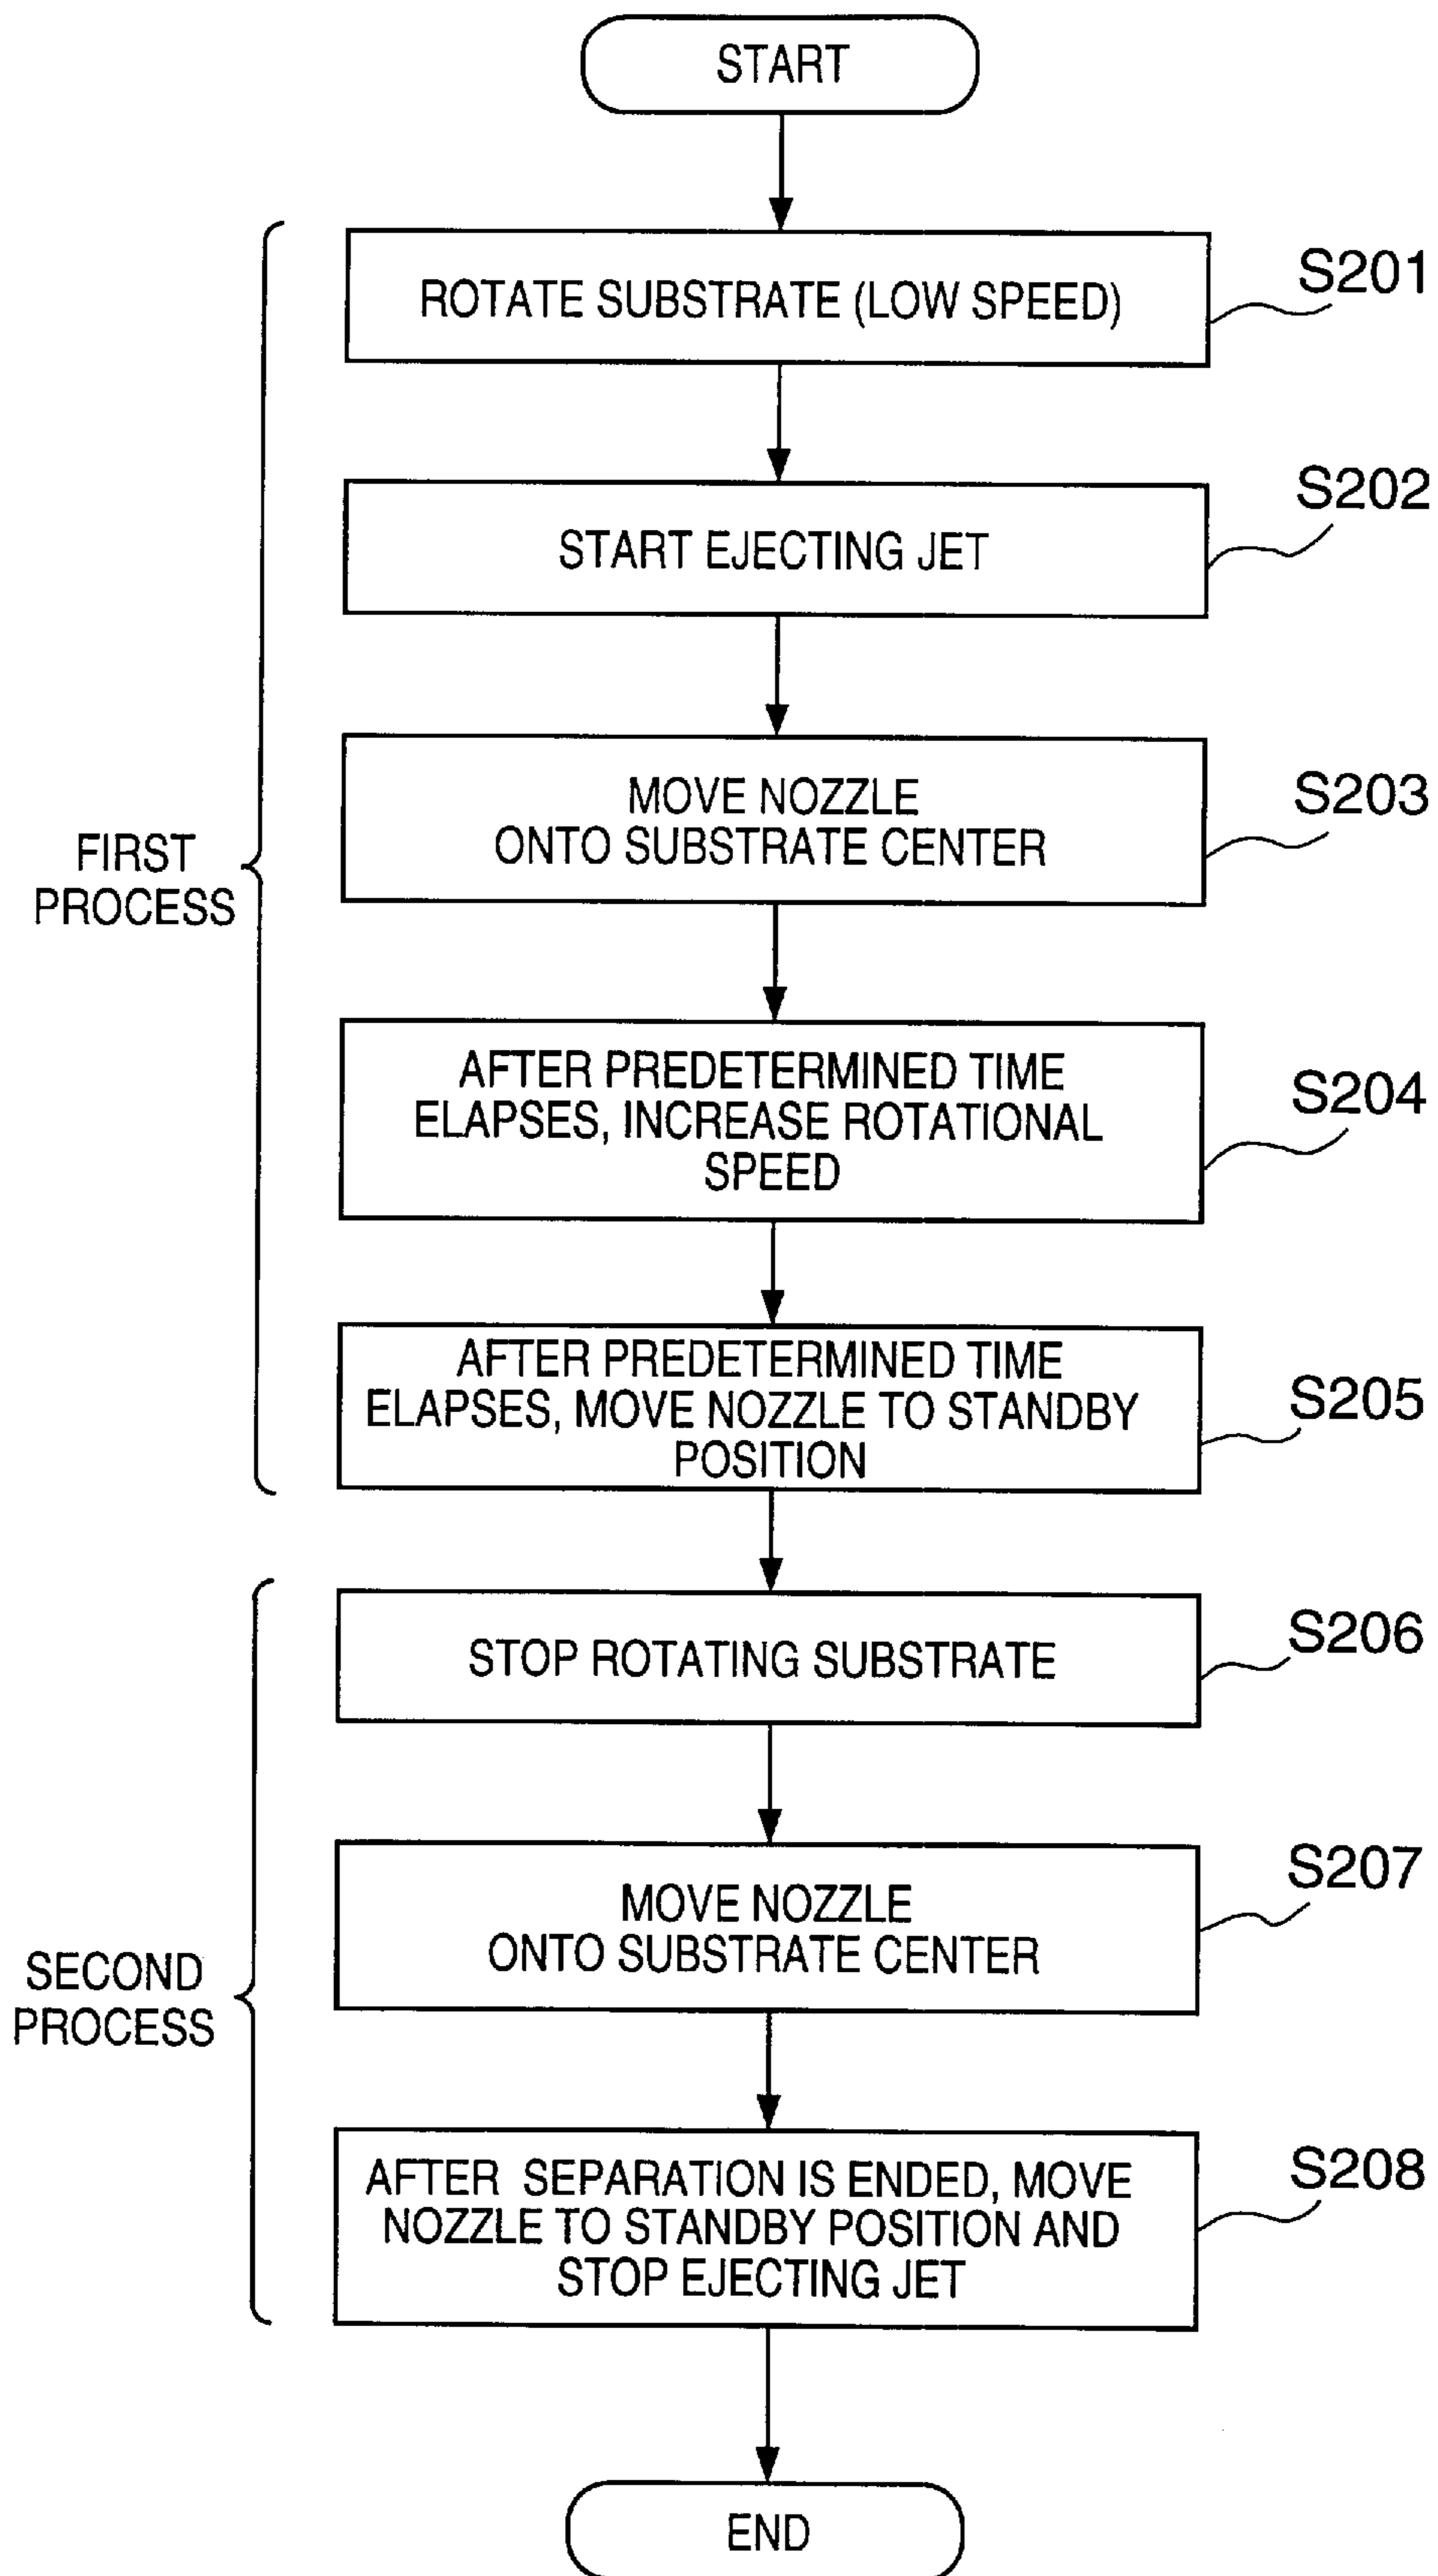 START
ROTATE SUBSTRATE (LOW SPEED)
S201
START EJECTING JET
S202
MOVE NOZZLE
ONTO SUBSTRATE CENTER
S203
FIRST
PROCESS
AFTER PREDETERMINED TIME
ELAPSES, INCREASE ROTATIONAL
SPEED
S204
AFTER PREDETERMINED TIME
ELAPSES, MOVE NOZZLE TO STANDBY
POSITION
S205
STOP ROTATING SUBSTRATE
S206
MOVE NOZZLE
ONTO SUBSTRATE CENTER
S207
SECOND
PROCESS
AFTER SEPARATION IS ENDED, MOVE
NOZZLE TO STANDBY POSITION AND
STOP EJECTING JET
S208
END